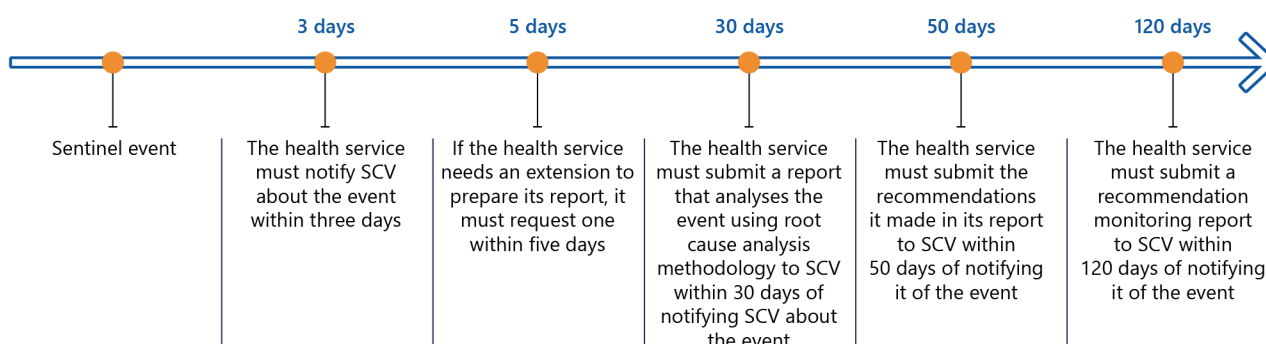 3 days
5 days
30 days
50 days
120 days
Sentinel event
The health service
must notify SCV
about the event
within three days
If the health service
needs an extension to
prepare its report, it
must request one
within five days
The health service
must submit a report
that analyses the
event using root
cause analysis
methodology to SCV
within 30 days of
notifying SCV about
the event
The health service
must submit the
recommendations
it made in its report
to SCV within
50 days of notifying
it of the event
The health service
must submit a
recommendation
monitoring report
to SCV within
120 days of notifying
it of the event